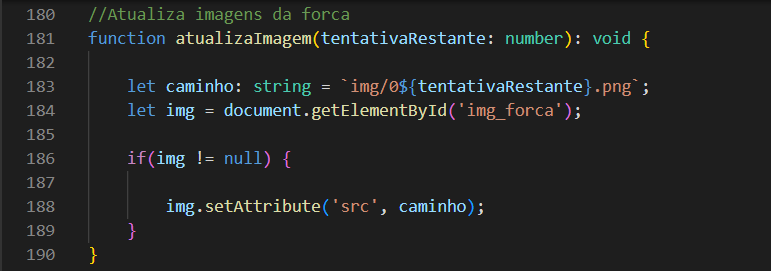 180 //Atualiza imagens da forca
181 function atualizaImagem(tentativaRestante: number): void {
182
183 let caminho: string = `img/0${tentativaRestante}.png`;
184 let img = document.getElementById('img_forca');
185
186 if(img != null) {
187
188 img.setAttribute('src', caminho);
189 }
190 }